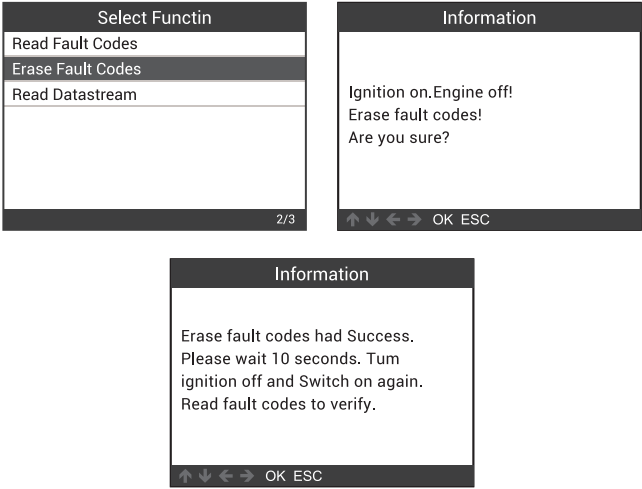 Select Functin
Read Fault Codes
Erase Fault Codes
Read Datastream
2/3
Information
Ignition on.Engine off!
Erase fault codes!
Are you sure?
OK ESC
Information
Erase fault codes had Success.
Please wait 10 seconds. Tum
ignition off and Switch on again.
Read fault codes to verify.
OK ESC